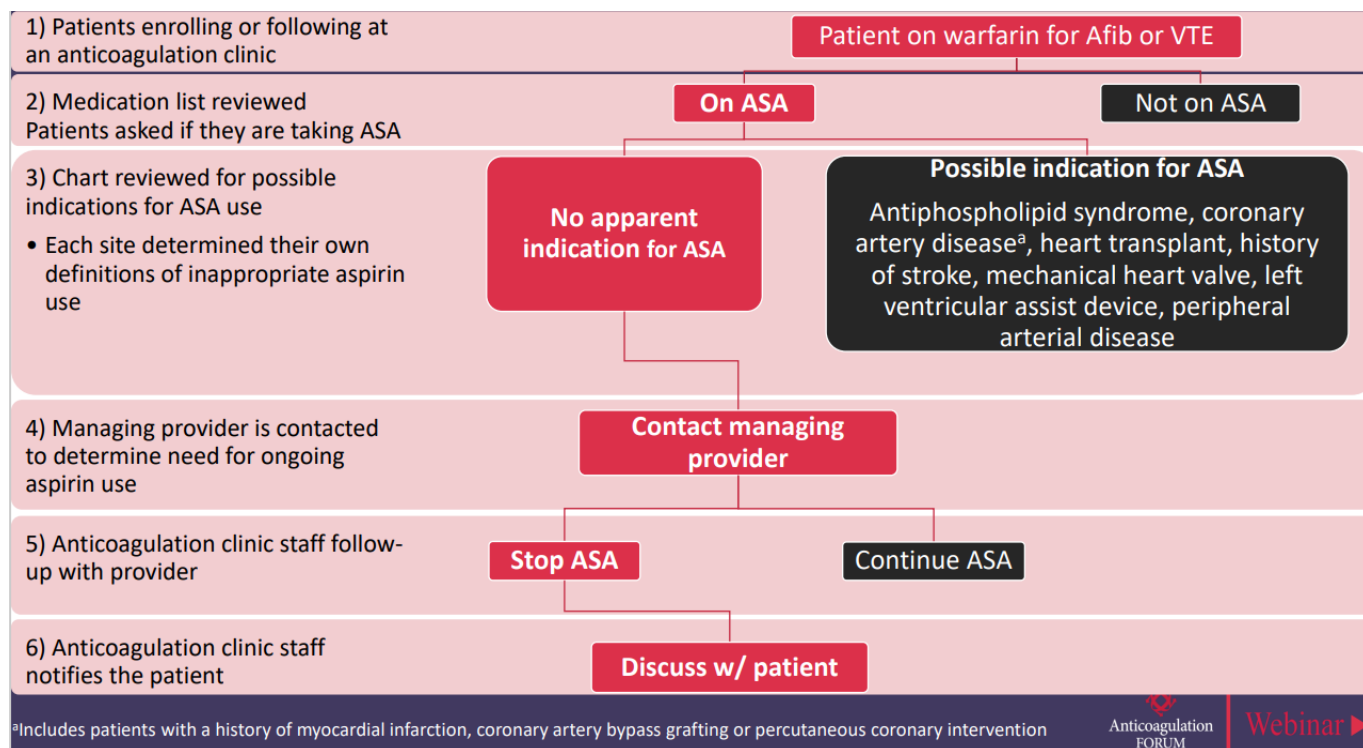 1) Patients enrolling or following at
an anticoagulation clinic
Patient on warfarin for Afib or VTE
2) Medication list reviewed
Patients asked if they are taking ASA
On ASA
Not on ASA
3) Chart reviewed for possible
indications for ASA use
• Each site determined their own
definitions of inappropriate aspirin
use
No apparent
indication for ASA
Possible indication for ASA
Antiphospholipid syndrome, coronary
artery diseaseᵃ, heart transplant, history
of stroke, mechanical heart valve, left
ventricular assist device, peripheral
arterial disease
4) Managing provider is contacted
to determine need for ongoing
aspirin use
Contact managing
provider
5) Anticoagulation clinic staff follow-
up with provider
Stop ASA
Continue ASA
6) Anticoagulation clinic staff
notifies the patient
Discuss w/ patient
ᵃIncludes patients with a history of myocardial infarction, coronary artery bypass grafting or percutaneous coronary intervention
Anticoagulation
FORUM
Webinar